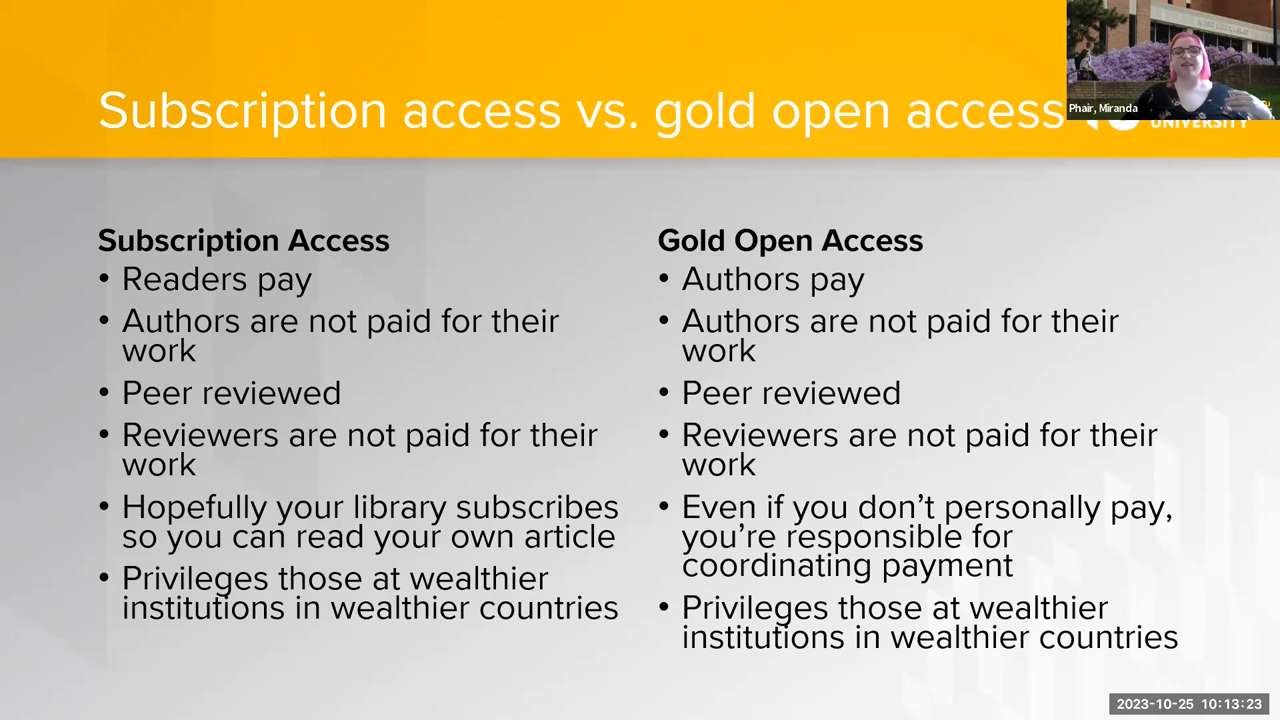 Subscription access vs. gold open access
Phair, Miranda
UNIVERSITY
Subscription Access
• Readers pay
• Authors are not paid for their
work
• Peer reviewed
• Reviewers are not paid for their
work
• Hopefully your library subscribes
so you can read your own article
• Privileges those at wealthier
institutions in wealthier countries
Gold Open Access
• Authors pay
• Authors are not paid for their
work
• Peer reviewed
• Reviewers are not paid for their
work
• Even if you don’t personally pay,
you’re responsible for
coordinating payment
• Privileges those at wealthier
institutions in wealthier countries
2023-10-25 10:13:23